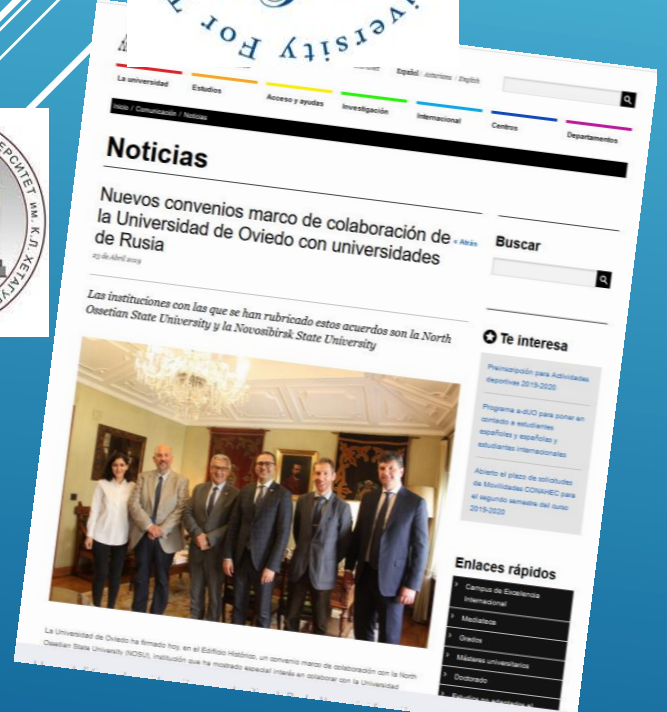 versity For T
ЕРСИТЕТ ИМ. К.Л. ХЕТАГУ
Español / Asturianu / English
La universidad
Estudios
Acceso y ayudas
Investigación
Internacional
Centros
Departamentos
Inicio / Comunicación / Noticias
Noticias
Nuevos convenios marco de colaboración de
la Universidad de Oviedo con universidades
de Rusia
« Atrás
23 de Abril 2019
Las instituciones con las que se han rubricado estos acuerdos son la North
Ossetian State University y la Novosibirsk State University
La Universidad de Oviedo ha firmado hoy, en el Edificio Histórico, un convenio marco de colaboración con la North
Ossetian State University (NOSU), institución que ha mostrado especial interés en colaborar con la Universidad
Buscar
Te interesa
Preinscripción para Actividades
deportivas 2019-2020
Programa a-dUO para poner en
contacto a estudiantes
españoles y españolas y
estudiantes internacionales
Abierto el plazo de solicitudes
de Movilidades CONAHEC para
el segundo semestre del curso
2019-2020
Enlaces rápidos
Campus de Excelencia
Internacional
Mediateca
Grados
Másteres universitarios
Doctorado